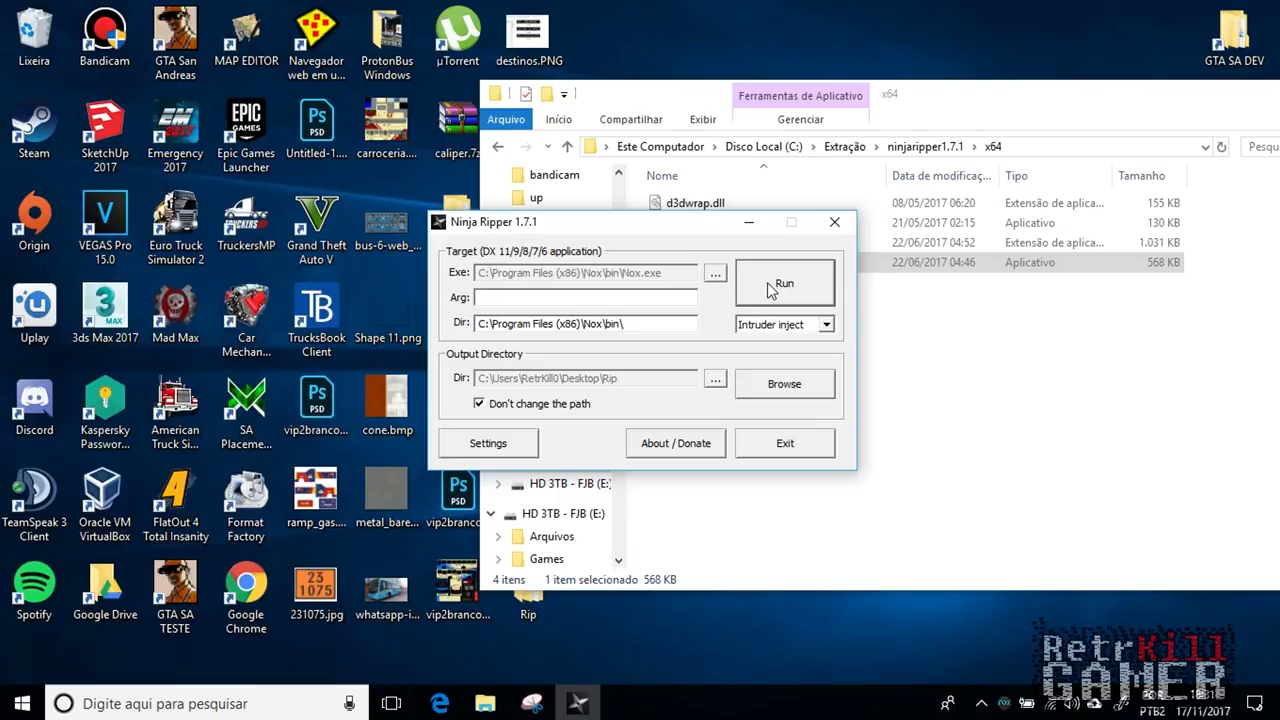 Lixeira
Bandicam
GTA San
Andreas
MAP EDITOR
Navegador
web em u...
ProtonBus
Windows
µTorrent
destinos.PNG
GTA SA DEV
Steam
SketchUp
2017
Emergency
2017
Epic Games
Launcher
Untitled-1....
carroceria....
caliper.7z
Origin
VEGAS Pro
15.0
Euro Truck
Simulator 2
TruckersMP
Grand Theft
Auto V
bus-6-web_...
Uplay
3ds Max 2017
Mad Max
Car
Mechan...
TrucksBook
Client
Shape 11.png
Discord
Kaspersky
Passwor...
American
Truck Si...
SA
Placeme...
vip2branco...
cone.bmp
TeamSpeak 3
Client
Oracle VM
VirtualBox
FlatOut 4
Total Insanity
Format
Factory
ramp_gas....
metal_bare...
vip2branco...
Spotify
Google Drive
GTA SA
TESTE
Google
Chrome
231075.jpg
whatsapp-i...
vip2branco...
Rip
Ferramentas de Aplicativo
x64
Arquivo
Início
Compartilhar
Exibir
Gerenciar
Este Computador
Disco Local (C:)
Extração
ninjaripper1.7.1
x64
Pesqu
bandicam
up
Nome
Data de modificaç...
Tipo
Tamanho
d3dwrap.dll
08/05/2017 06:20
Extensão de aplica...
155 KB
21/05/2017 02:15
Aplicativo
130 KB
22/06/2017 04:52
Extensão de aplica...
1.031 KB
22/06/2017 04:46
Aplicativo
568 KB
Ninja Ripper 1.7.1
Target (DX 11/9/8/7/6 application)
Exe:
C:\Program Files (x86)\Nox\bin\Nox.exe
...
Run
Arg:
Dir:
C:\Program Files (x86)\Nox\bin\
Intruder inject
Output Directory
Dir:
C:\Users\RetrKill0\Desktop\Rip
...
Browse
Don't change the path
Settings
About / Donate
Exit
HD 3TB - FJB (E:)
HD 3TB - FJB (E:)
Arquivos
Games
4 itens
1 item selecionado 568 KB
RetrKill
GAMER
Digite aqui para pesquisar
PTB2
17/11/2017